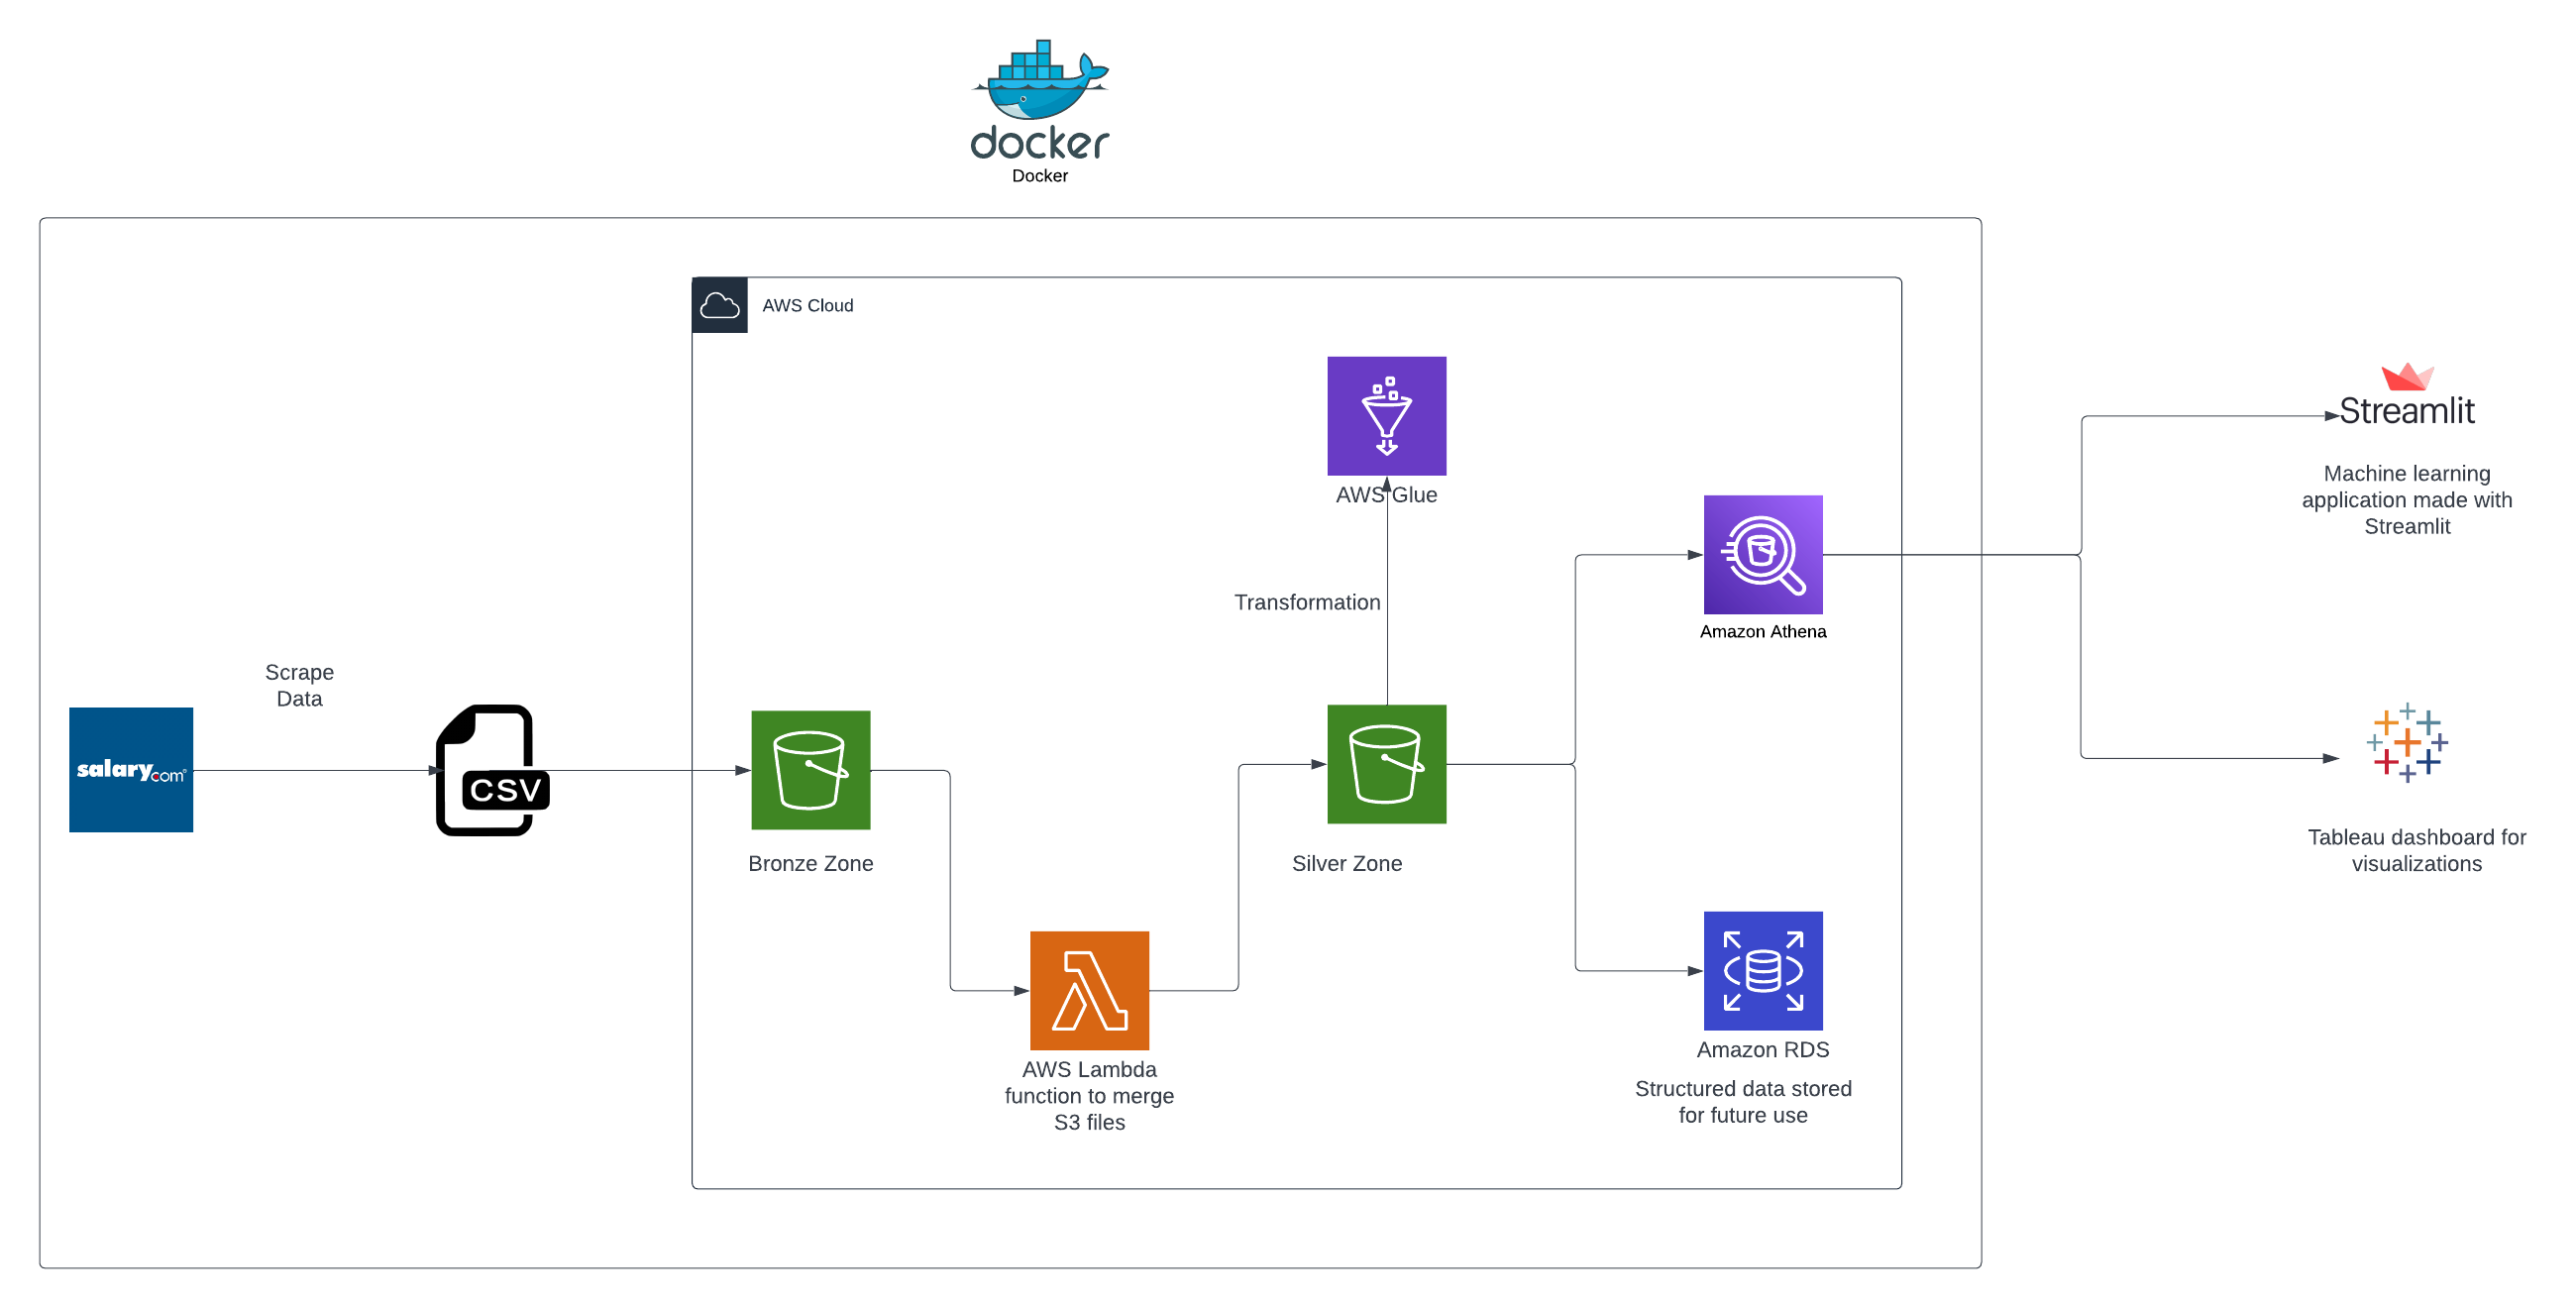 docker
Docker
AWS Cloud
Streamlit
Machine learning
application made with
Streamlit
AWS Glue
Transformation
Amazon Athena
Scrape
Data
salary.com
CSV
Bronze Zone
Silver Zone
Tableau dashboard for
visualizations
AWS Lambda
function to merge
S3 files
Amazon RDS
Structured data stored
for future use